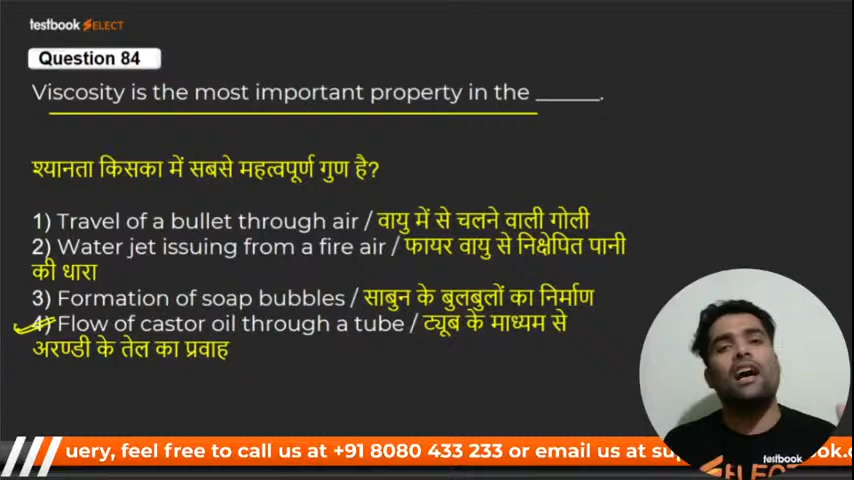 testbook SELECT
Question 84
Viscosity is the most important property in the ______.
श्यानता किसका में सबसे महत्वपूर्ण गुण है?
1) Travel of a bullet through air / वायु में से चलने वाली गोली
2) Water jet issuing from a fire air / फायर वायु से निक्षेपित पानी
की धारा
3) Formation of soap bubbles / साबुन के बुलबुलों का निर्माण
4) Flow of castor oil through a tube / ट्यूब के माध्यम से
अरण्डी के तेल का प्रवाह
testbook
SELECT
uery, feel free to call us at +91 8080 433 233 or email us at su
ook.c